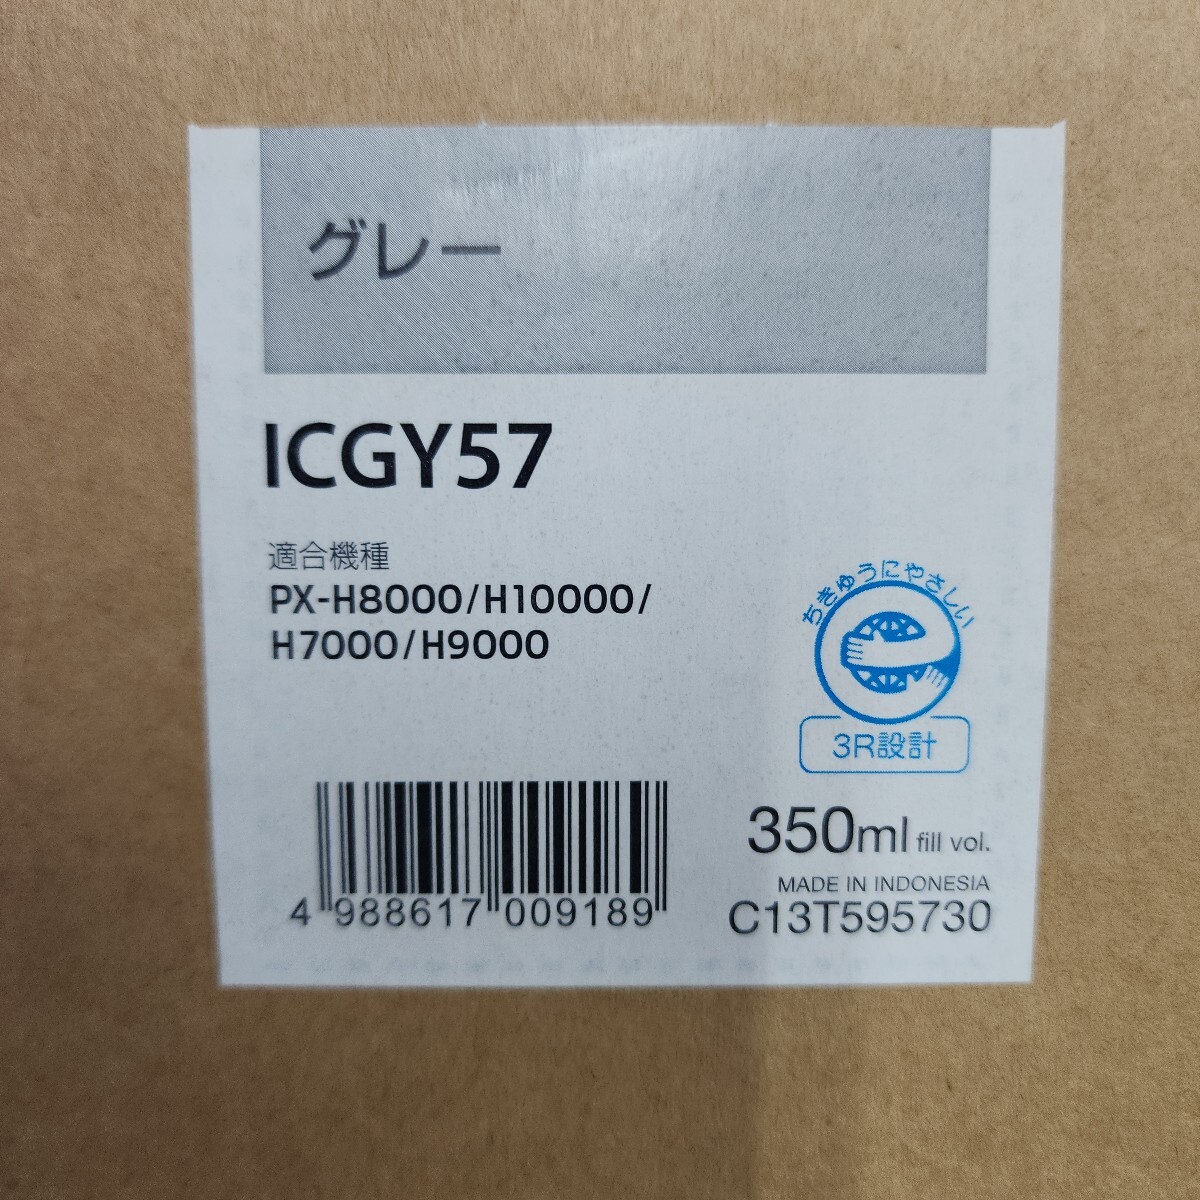 グレー
ICGY57
適合機種
PX-H8000/H10000/
H7000/H9000
ちきゅうにやさしい
3R設計
4 988617 009189
350ml fill vol.
MADE IN INDONESIA
C13T595730